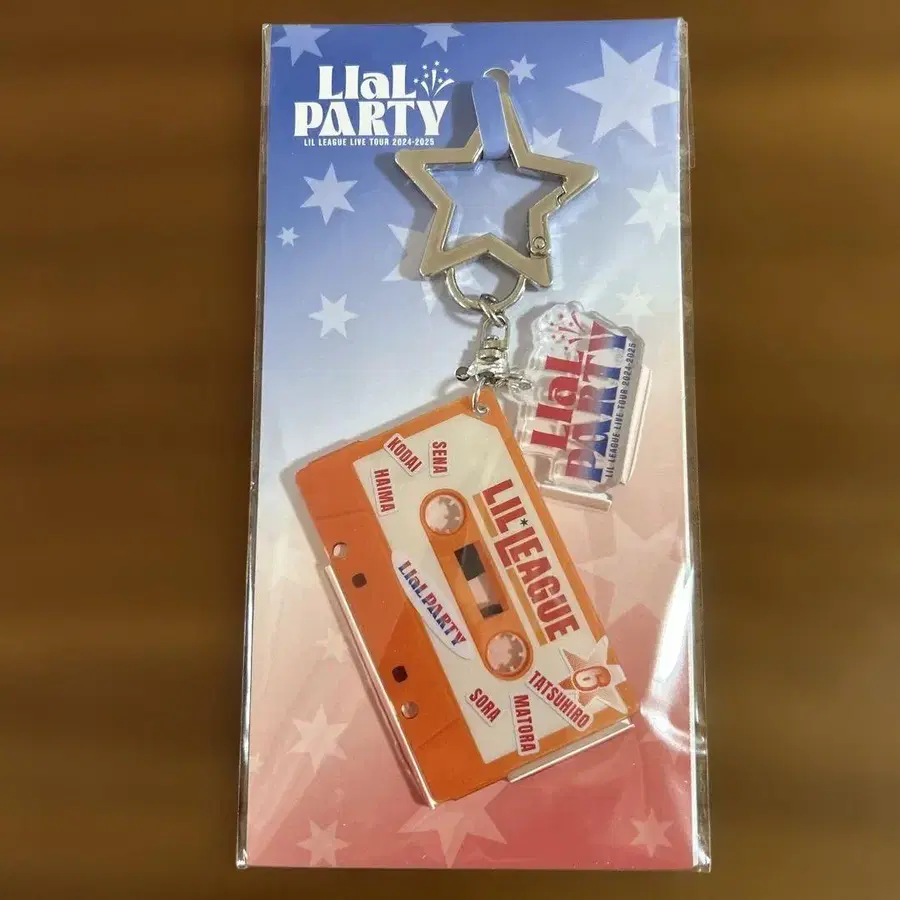 LIaL
PARTY
LIL LEAGUE LIVE TOUR 2024-2025
LIaL
PARTY
LIL LEAGUE LIVE TOUR 2024-2025
SENA
KODAI
HAIMA
LIL LEAGUE
LIaL PARTY
6
TATSUHIRO
MATORA
SORA